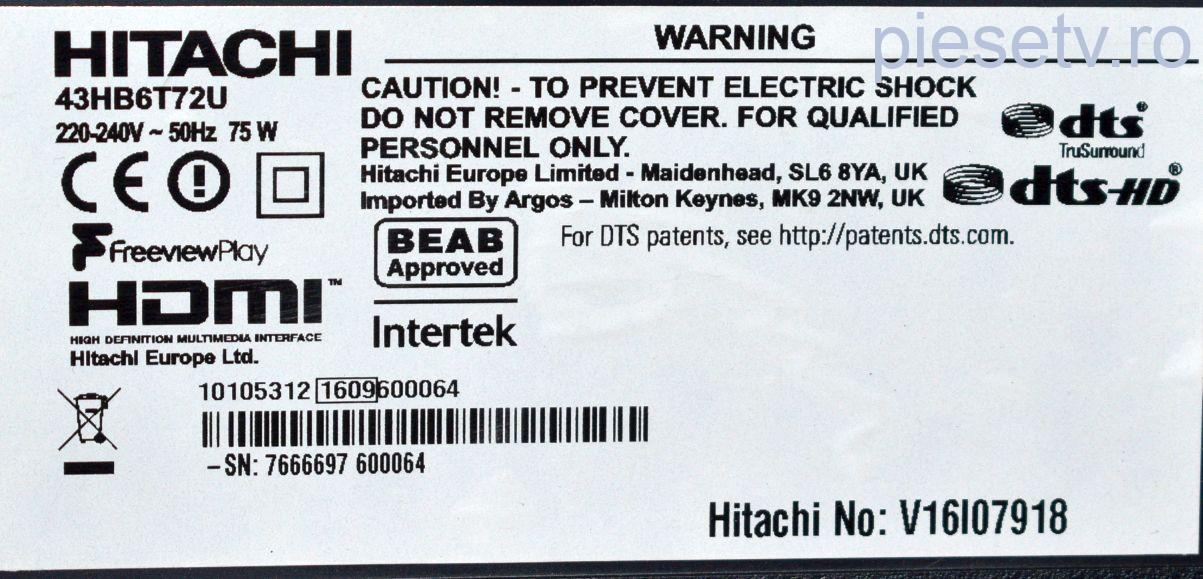 piesetv.ro
HITACHI
43HB6T72U
220-240V ~ 50Hz 75 W
CE
FreeviewPlay
HDMI™
HIGH DEFINITION MULTIMEDIA INTERFACE
Hitachi Europe Ltd.
WARNING
CAUTION! - TO PREVENT ELECTRIC SHOCK
DO NOT REMOVE COVER. FOR QUALIFIED
PERSONNEL ONLY.
Hitachi Europe Limited - Maidenhead, SL6 8YA, UK
Imported By Argos – Milton Keynes, MK9 2NW, UK
dts®
TruSurround
dts-HD®
BEAB
Approved
Intertek
For DTS patents, see http://patents.dts.com.
10105312 1609600064
-SN: 7666697 600064
Hitachi No: V16I07918